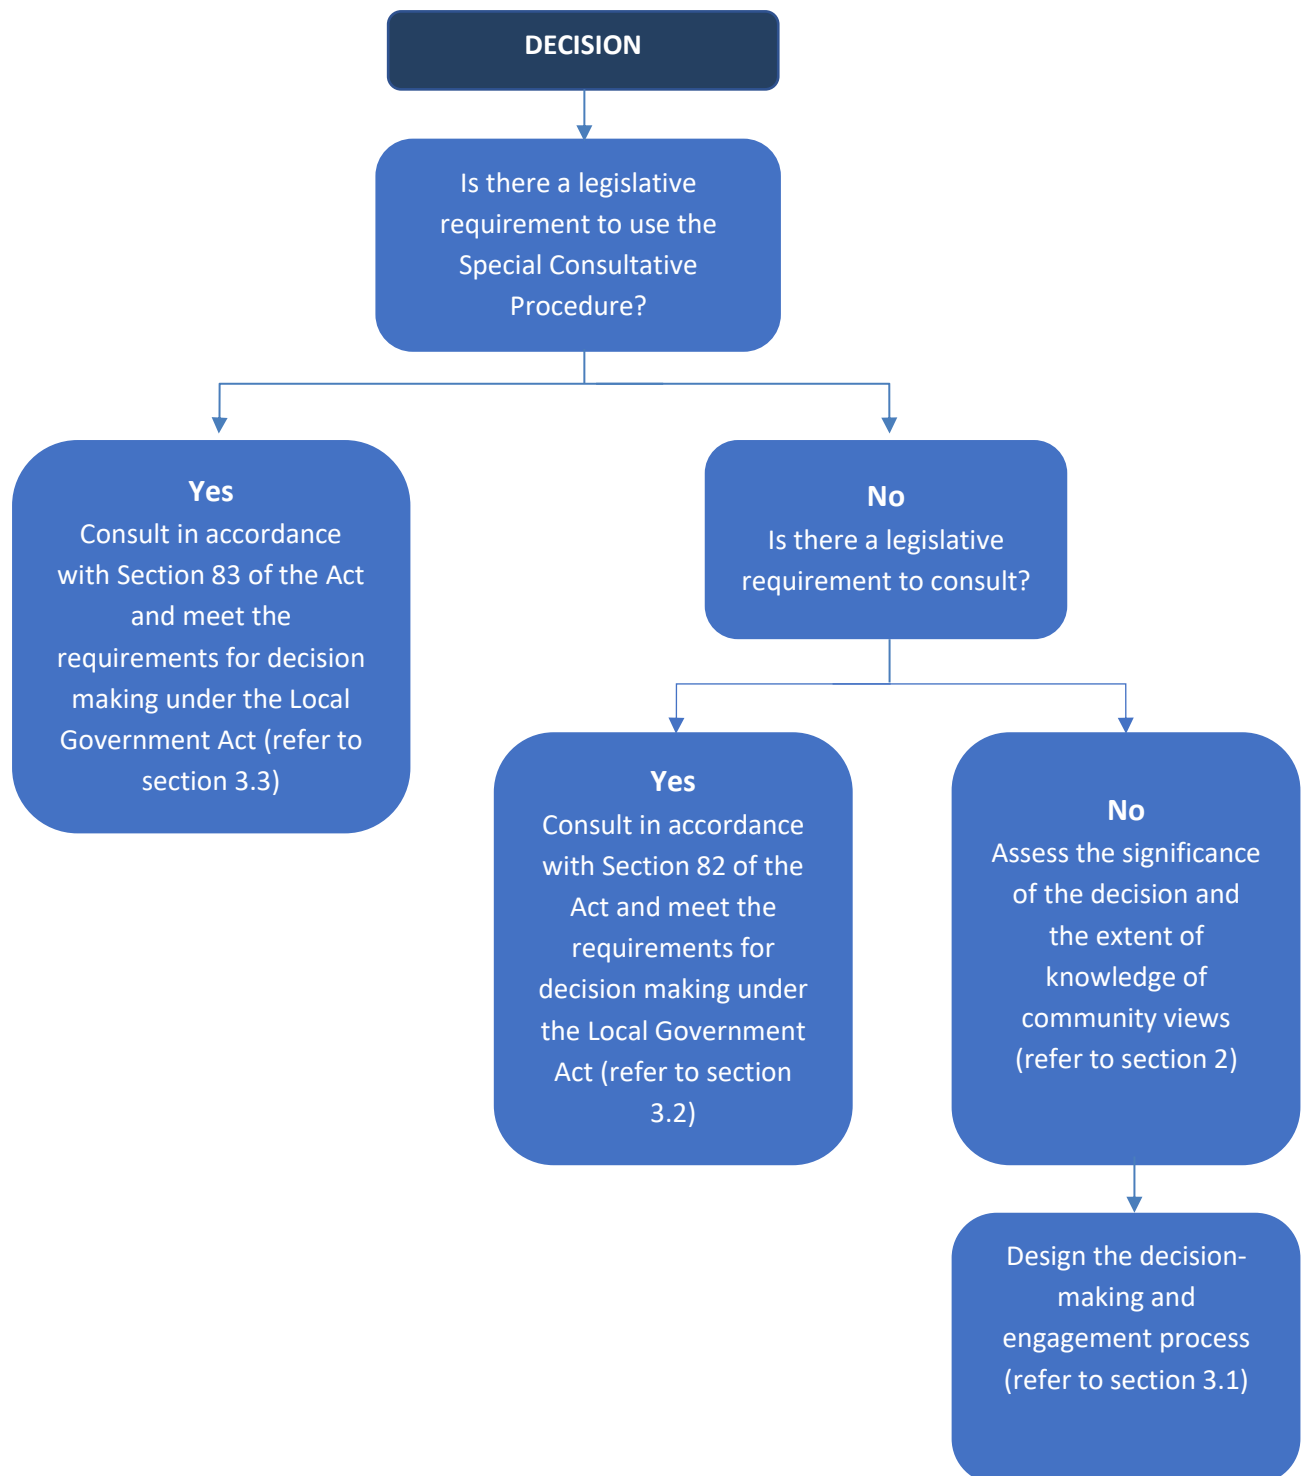 DECISION
Is there a legislative
requirement to use the
Special Consultative
Procedure?
Yes
Consult in accordance
with Section 83 of the Act
and meet the
requirements for decision
making under the Local
Government Act (refer to
section 3.3)
No
Is there a legislative
requirement to consult?
Yes
Consult in accordance
with Section 82 of the
Act and meet the
requirements for
decision making under
the Local Government
Act (refer to section
3.2)
No
Assess the significance
of the decision and
the extent of
knowledge of
community views
(refer to section 2)
Design the decision-
making and
engagement process
(refer to section 3.1)